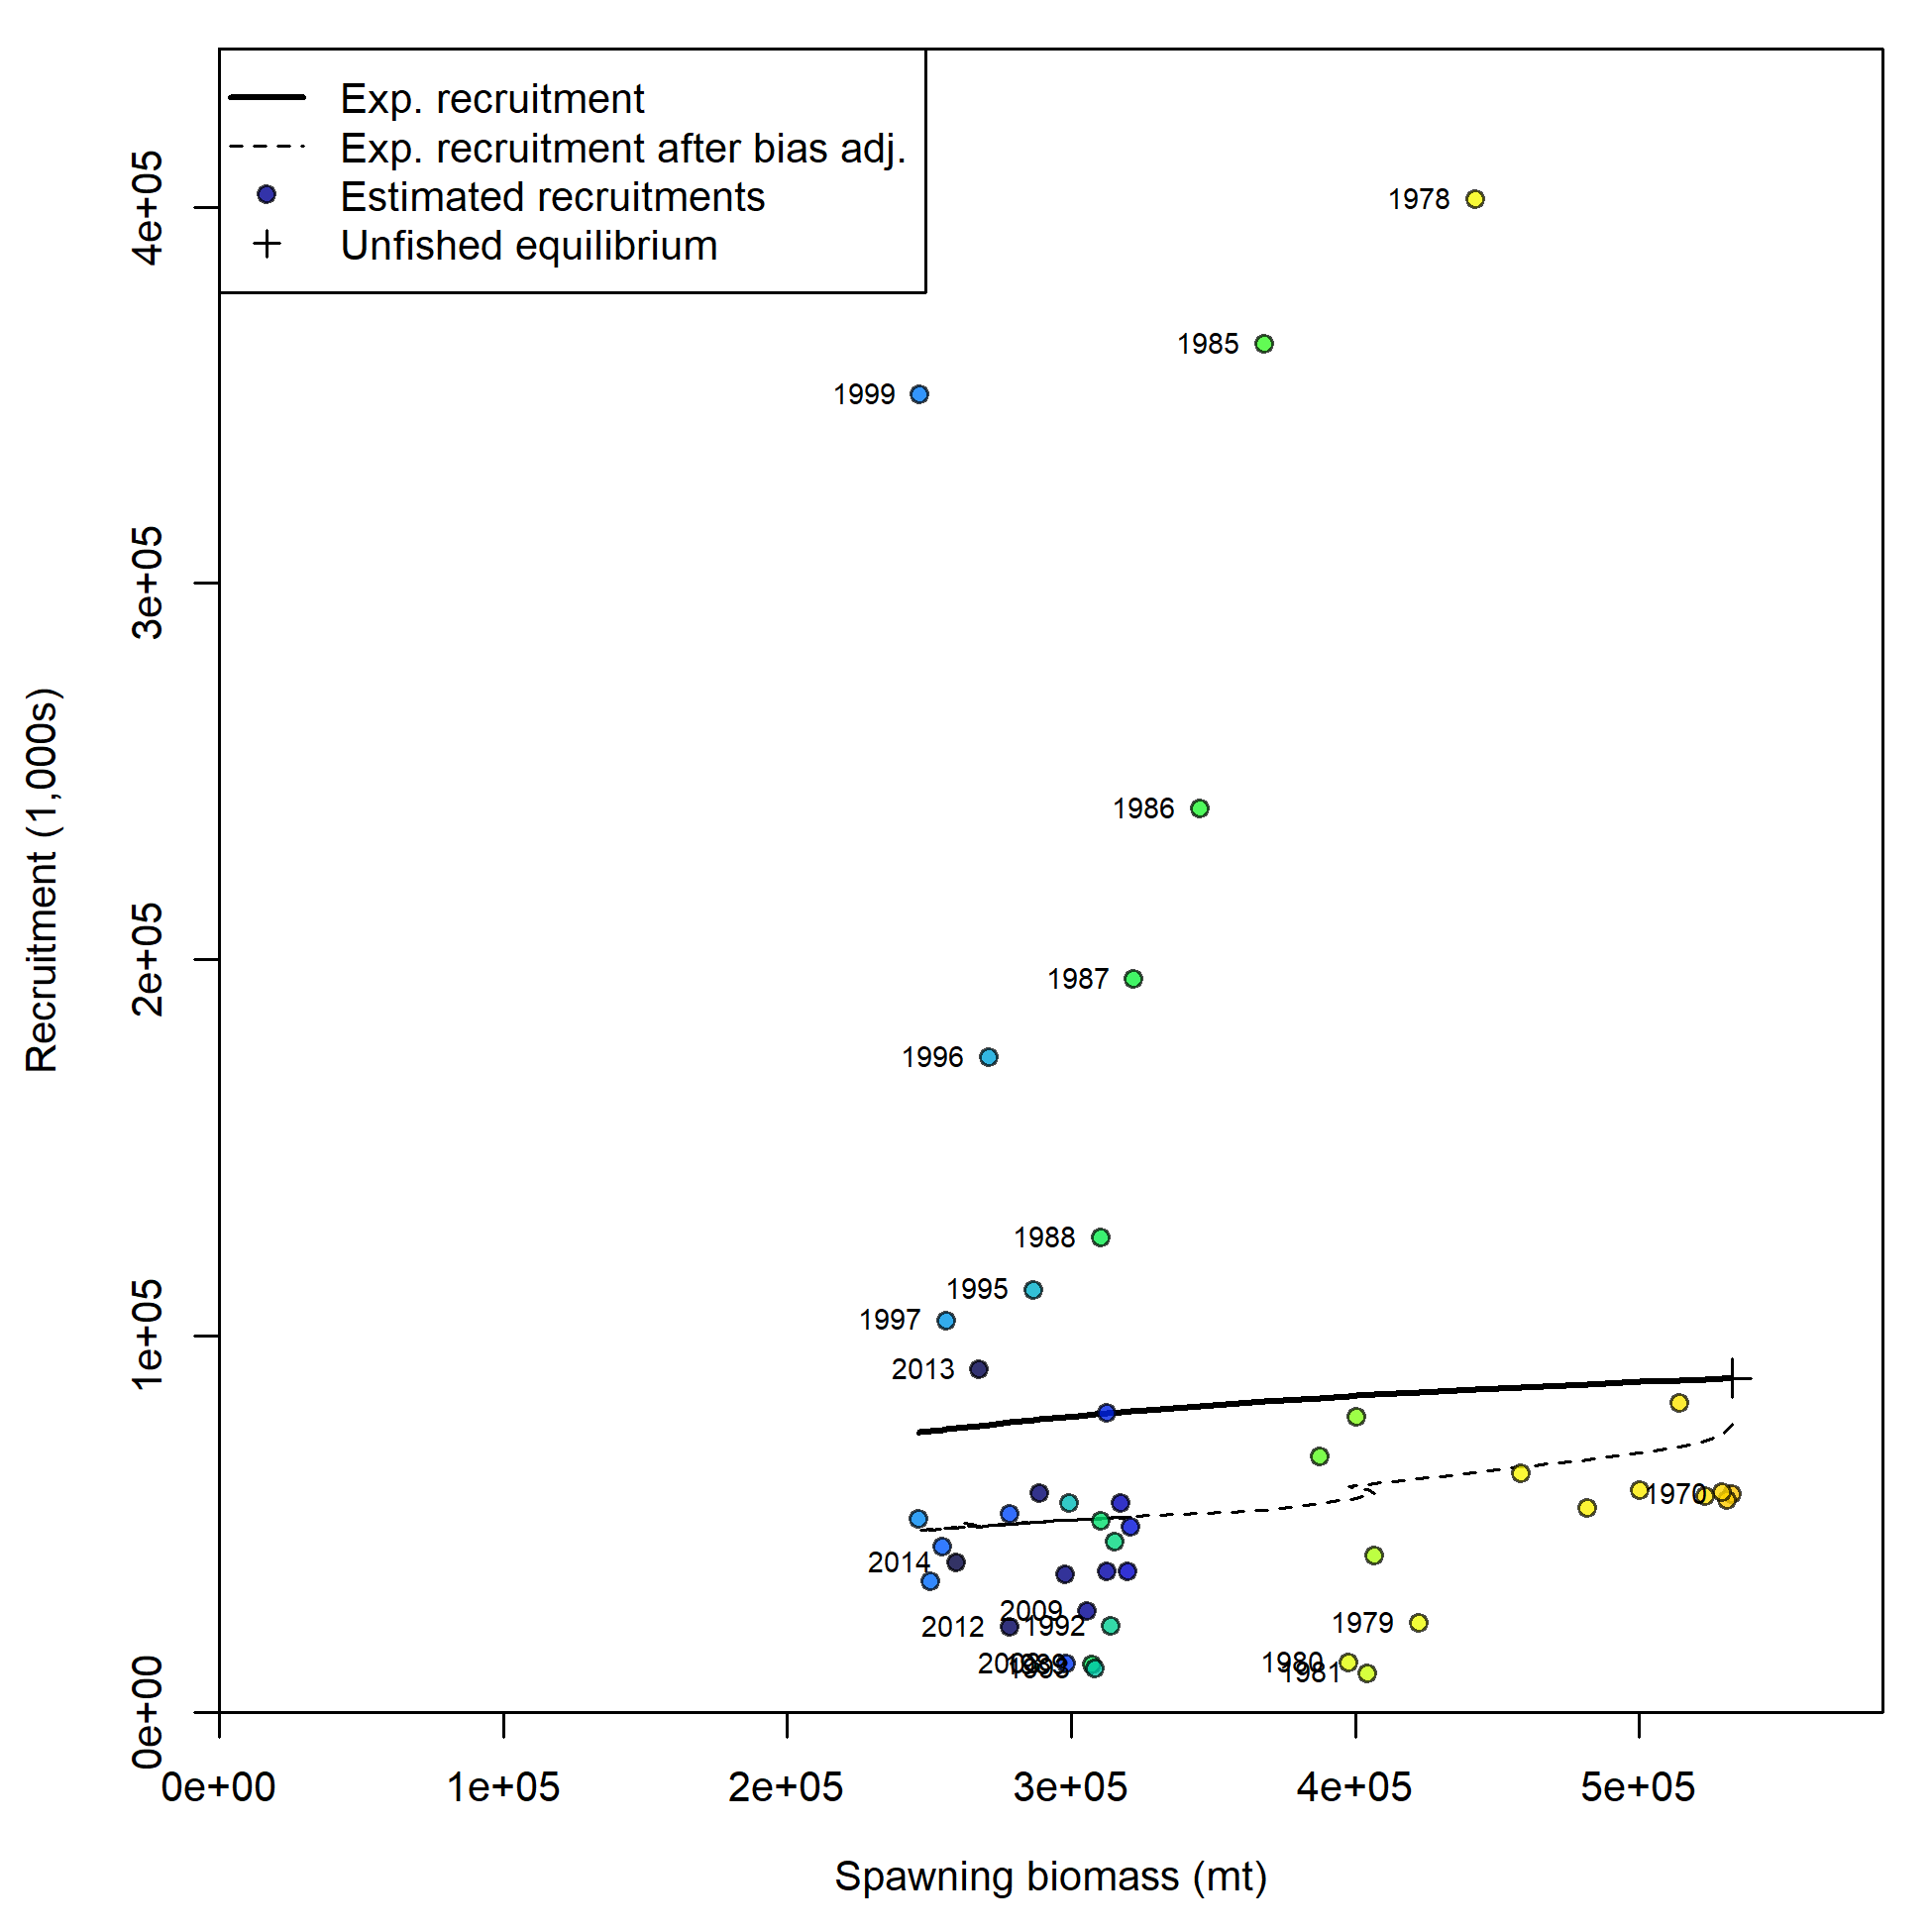 Exp. recruitment
Exp. recruitment after bias adj.
Estimated recruitments
Unfished equilibrium
4e+05
3e+05
2e+05
1e+05
0e+00
Recruitment (1,000s)
1978
1985
1999
1986
1987
1996
1988
1995
1997
2013
1970
2014
2009
2012
1992
1979
1980
1981
0e+00
1e+05
2e+05
3e+05
4e+05
5e+05
Spawning biomass (mt)